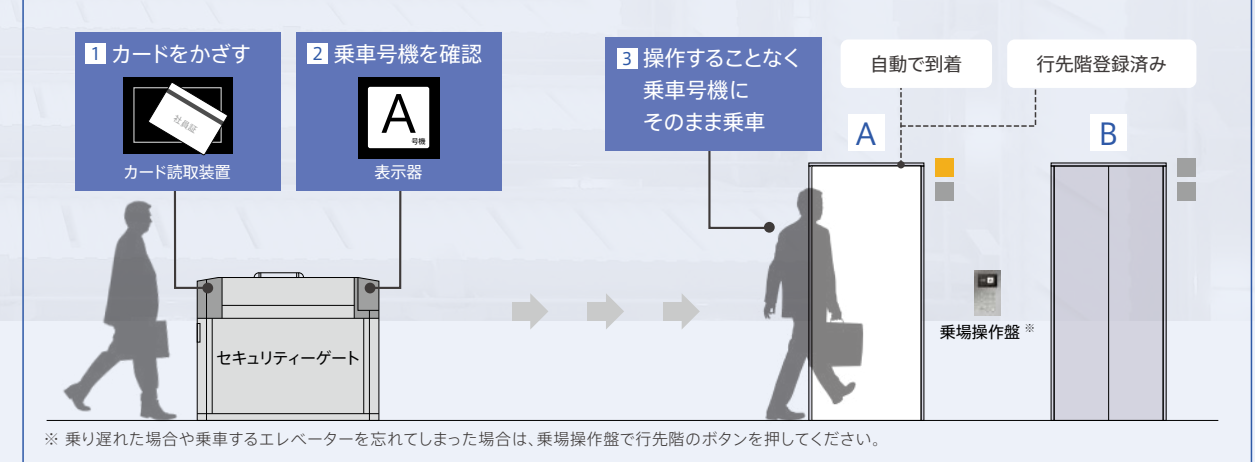 1 カードをかざす
社員証
カード読取装置
2 乗車号機を確認
A
号機
表示器
3 操作することなく
乗車号機に
そのまま乗車
自動で到着
行先階登録済み
A
B
セキュリティーゲート
乗場操作盤※
※ 乗り遅れた場合や乗車するエレベーターを忘れてしまった場合は、乗場操作盤で行先階のボタンを押してください。